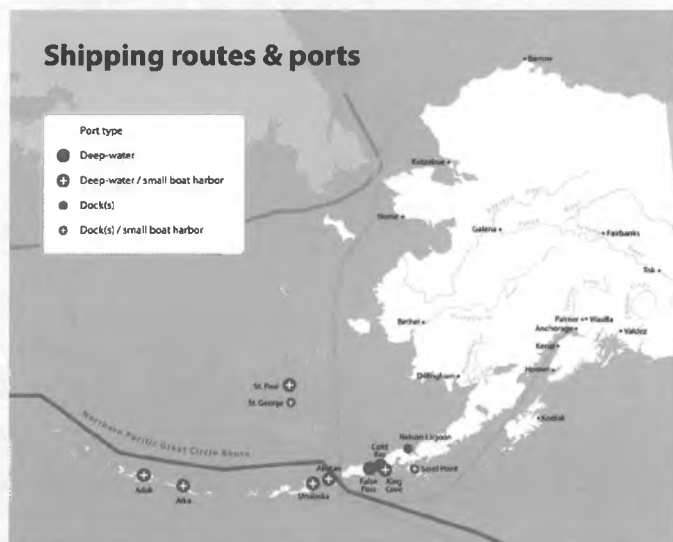 Shipping routes & ports
Port type
Deep-water
Deep-water / small boat harbor
Dock(s)
Dock(s) / small boat harbor
Barrow
Kotzebue
Nome
Galena
Fairbanks
Tok
Bethel
Palmer
Wasilla
Anchorage
Valdez
Kenai
Homer
Dillingham
St. Paul
St. George
Kodiak
Northern Pacific Great Circle Route
Nelson Lagoon
Cold
Bay
Akutan
Sand Point
False
Pass
King
Cove
Adak
Atka
Unalaska